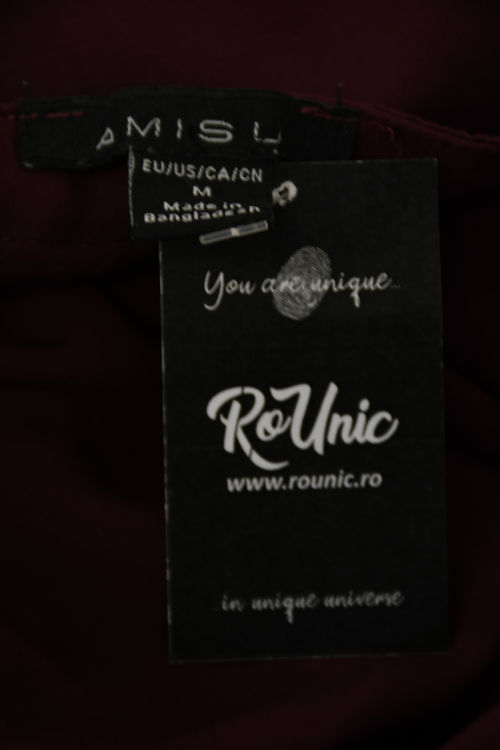 AMISU
EU/US/CA/CN
M
Made in
Bangladesh
You are unique...
RoUnic
www.rounic.ro
...in unique universe